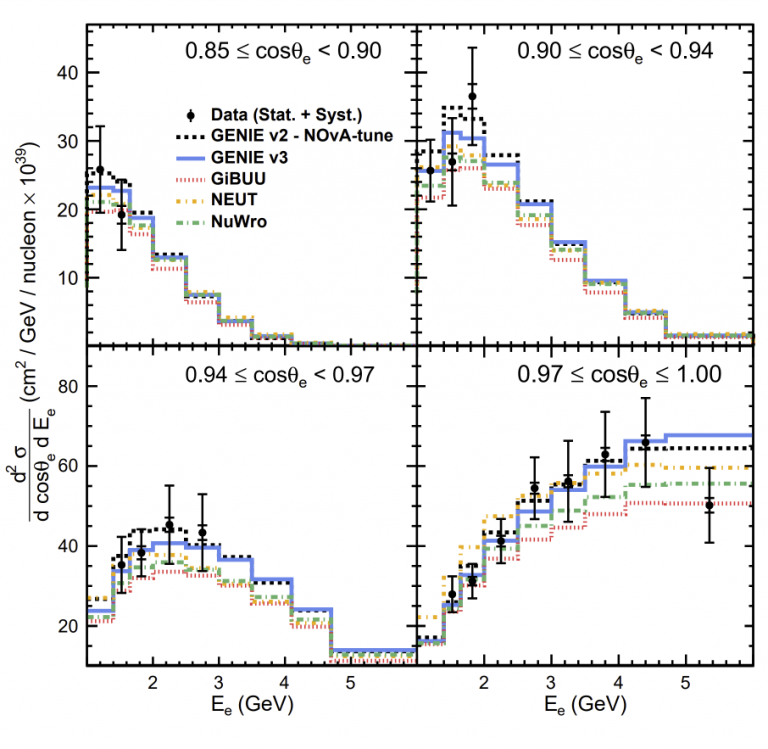 0.85 ≤ cosθe < 0.90
0.90 ≤ cosθe < 0.94
40
30
20
10
Data (Stat. + Syst.)
GENIE v2 - NOvA-tune
GENIE v3
GiBUU
NEUT
NuWro
d² σ / d cosθe d Ee (cm² / GeV / nucleon × 10³⁹)
0.94 ≤ cosθe < 0.97
0.97 ≤ cosθe ≤ 1.00
80
60
40
20
2 3 4 5
2 3 4 5
Ee (GeV)
Ee (GeV)